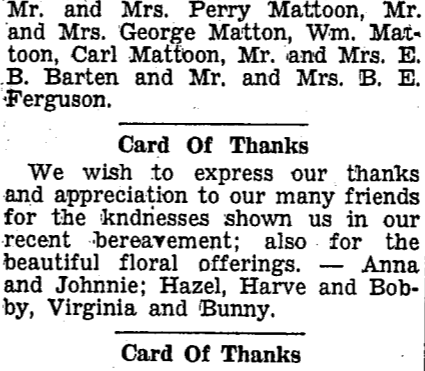 Mr. and Mrs. Perry Mattoon, Mr.
and Mrs. George Matton, Wm. Mat-
toon, Carl Mattoon, Mr. and Mrs. E.
B. Barten and Mr. and Mrs. B. E.
Ferguson.
Card Of Thanks
We wish to express our thanks
and appreciation to our many friends
for the kndnesses shown us in our
recent bereavement; also for the
beautiful floral offerings. — Anna
and Johnnie; Hazel, Harve and Bob-
by, Virginia and Bunny.
Card Of Thanks